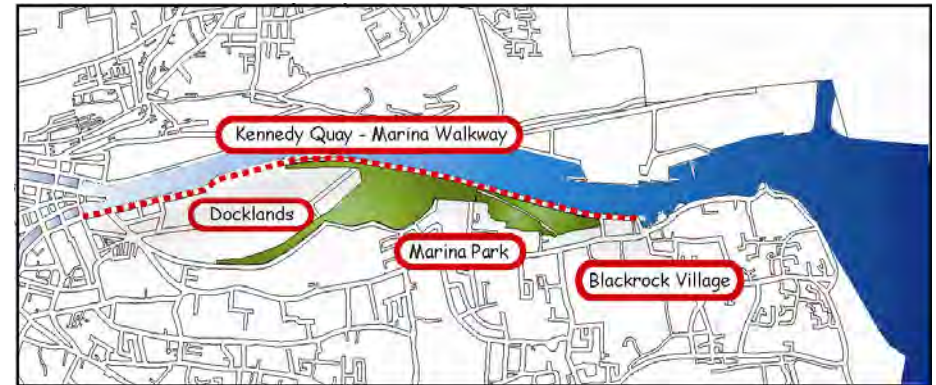 Kennedy Quay - Marina Walkway
Docklands
Marina Park
Blackrock Village